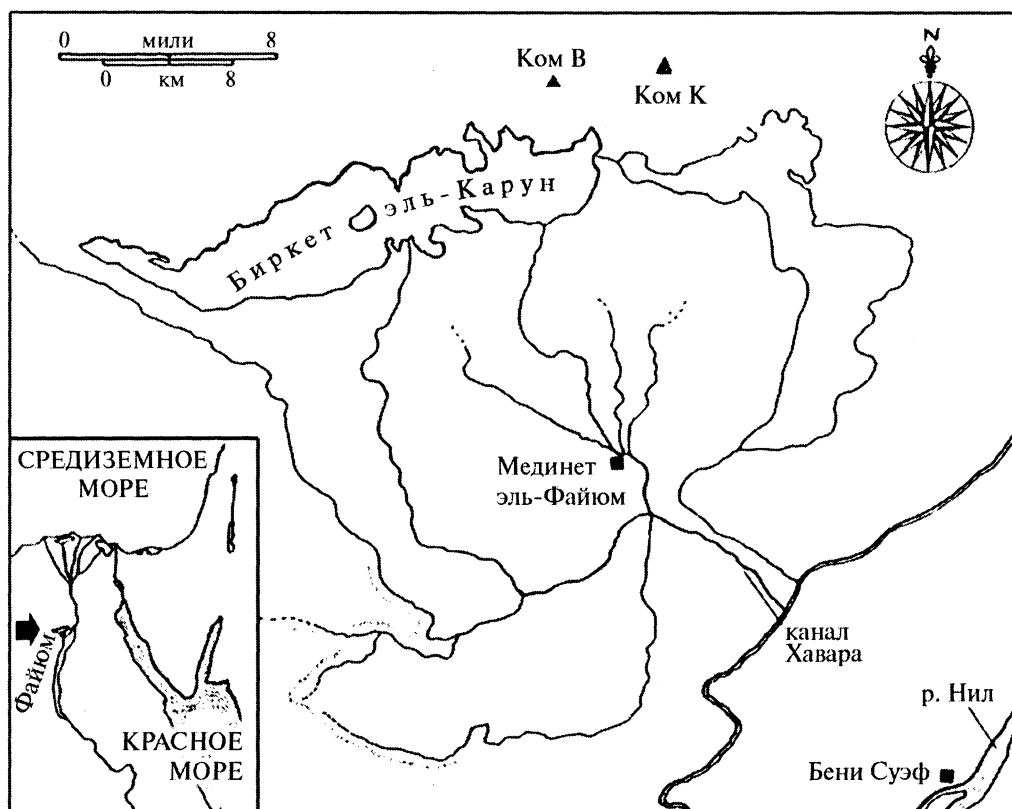 0 мили 8
0 км 8
Ком В
Ком К
N
Биркет эль-Карун
Мединет
эль-Файюм
канал
Хавара
р. Нил
Бени Суэф
СРЕДИЗЕМНОЕ
МОРЕ
Файюм
КРАСНОЕ
МОРЕ